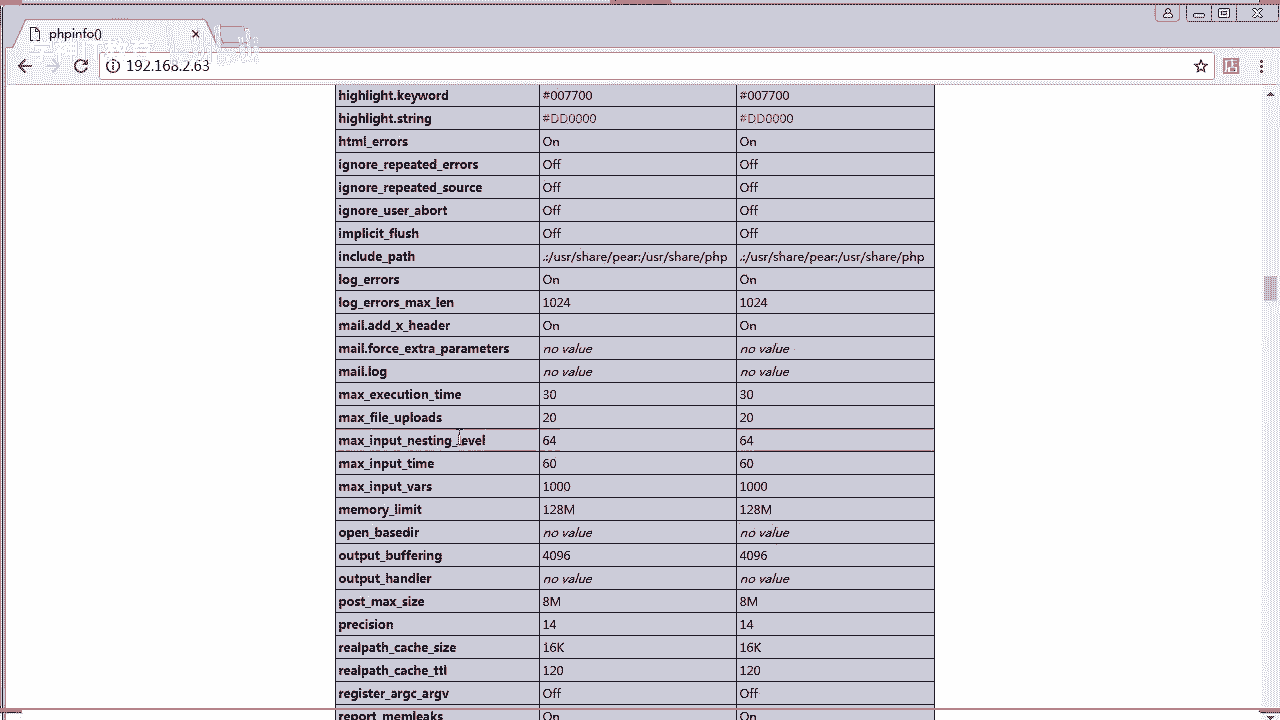 phpinfo()
192.168.2.63
highlight.keyword #007700 #007700
highlight.string #DD0000 #DD0000
html_errors On On
ignore_repeated_errors Off Off
ignore_repeated_source Off Off
ignore_user_abort Off Off
implicit_flush Off Off
include_path .:/usr/share/pear:/usr/share/php .:/usr/share/pear:/usr/share/php
log_errors On On
log_errors_max_len 1024 1024
mail.add_x_header On On
mail.force_extra_parameters no value no value
mail.log no value no value
max_execution_time 30 30
max_file_uploads 20 20
max_input_nesting_level 64 64
max_input_time 60 60
max_input_vars 1000 1000
memory_limit 128M 128M
open_basedir no value no value
output_buffering 4096 4096
output_handler no value no value
post_max_size 8M 8M
precision 14 14
realpath_cache_size 16K 16K
realpath_cache_ttl 120 120
register_argc_argv Off Off
report_memleaks On On